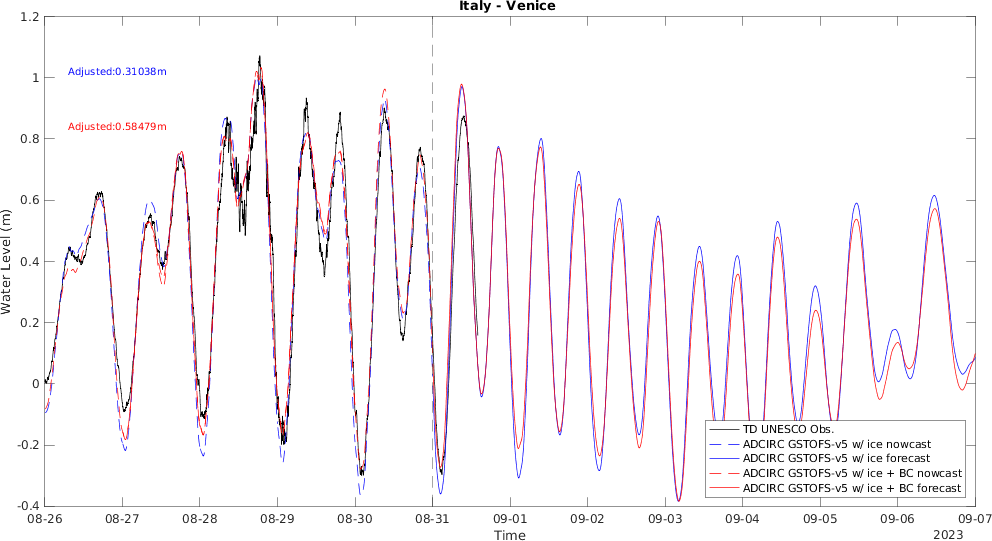 Italy - Venice
1.2
1
0.8
0.6
0.4
0.2
0
-0.2
-0.4
Water Level (m)
Adjusted:0.31038m
Adjusted:0.58479m
TD UNESCO Obs.
ADCIRC GSTOFS-v5 w/ ice nowcast
ADCIRC GSTOFS-v5 w/ ice forecast
ADCIRC GSTOFS-v5 w/ ice + BC nowcast
ADCIRC GSTOFS-v5 w/ ice + BC forecast
08-26 08-27 08-28 08-29 08-30 08-31 09-01 09-02 09-03 09-04 09-05 09-06 09-07
Time
2023